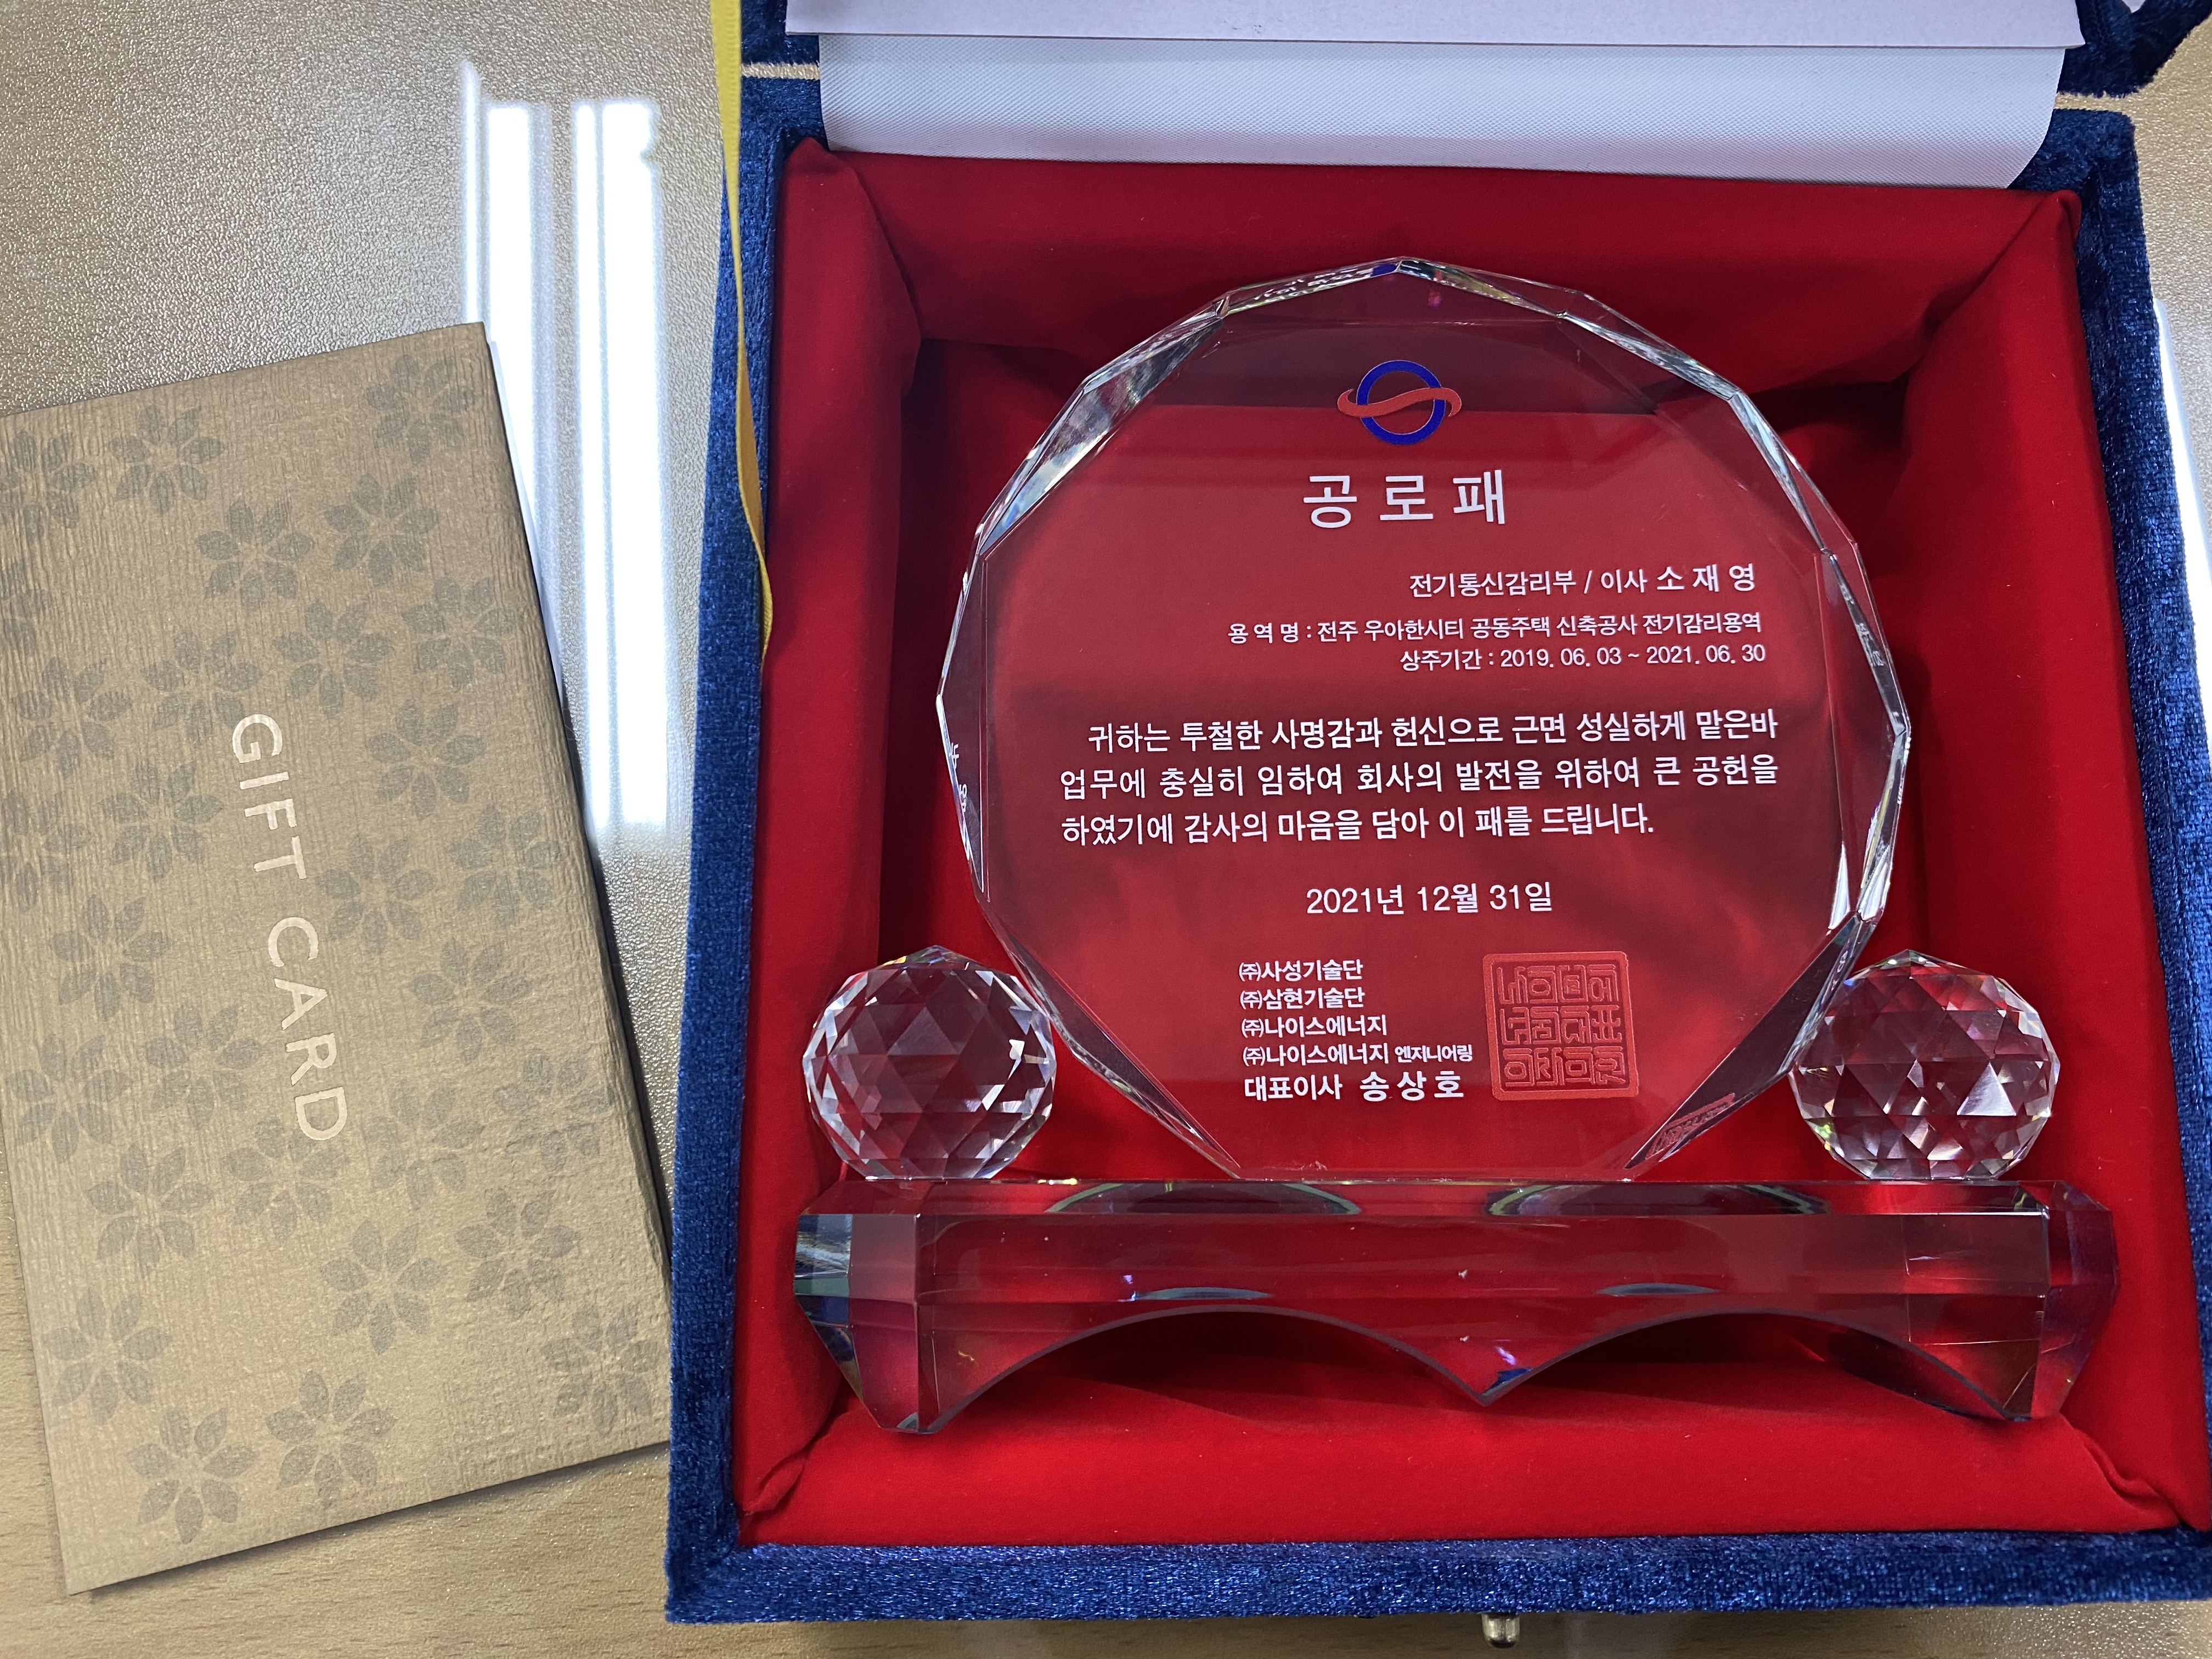 GIFT CARD
공로패
전기통신감리부 / 이사 소재영
용역명 : 전주 우아한시티 공동주택 신축공사 전기감리용역
상주기간 : 2019. 06. 03 ~ 2021. 06. 30
귀하는 투철한 사명감과 헌신으로 근면 성실하게 맡은바
업무에 충실히 임하여 회사의 발전을 위하여 큰 공헌을
하였기에 감사의 마음을 담아 이 패를 드립니다.
2021년 12월 31일
㈜사성기술단
㈜삼현기술단
㈜나이스에너지
㈜나이스에너지 엔지니어링
대표이사 송상호